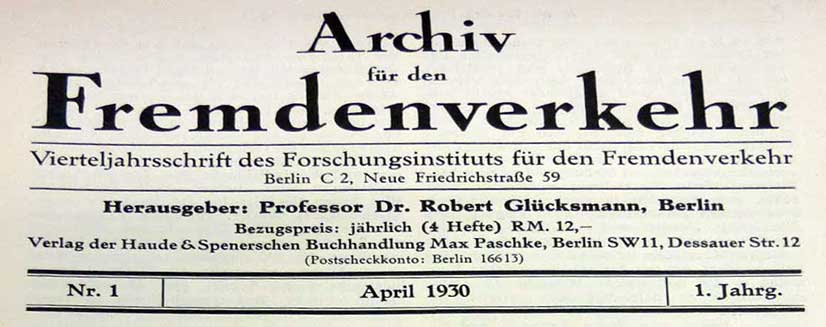 Archiv
für den
Fremdenverkehr
Vierteljahrsschrift des Forschungsinstituts für den Fremdenverkehr
Berlin C 2, Neue Friedrichstraße 59
Herausgeber: Professor Dr. Robert Glücksmann, Berlin
Bezugspreis: jährlich (4 Hefte) RM. 12,–
Verlag der Haude & Spenerschen Buchhandlung Max Paschke, Berlin SW11, Dessauer Str. 12
(Postscheckkonto: Berlin 16613)
Nr. 1 April 1930 1. Jahrg.